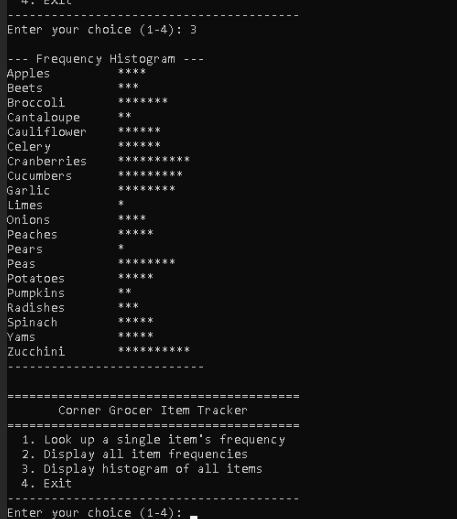 4. Exit
----------------------------------------
Enter your choice (1-4): 3
--- Frequency Histogram ---
Apples ****
Beets ***
Broccoli *******
Cantaloupe **
Cauliflower ******
Celery ******
Cranberries **********
Cucumbers *********
Garlic ********
Limes *
Onions ****
Peaches *****
Pears *
Peas ********
Potatoes *****
Pumpkins **
Radishes ***
Spinach *****
Yams *****
Zucchini **********
---------------------------
========================================
Corner Grocer Item Tracker
========================================
1. Look up a single item's frequency
2. Display all item frequencies
3. Display histogram of all items
4. Exit
----------------------------------------
Enter your choice (1-4): _